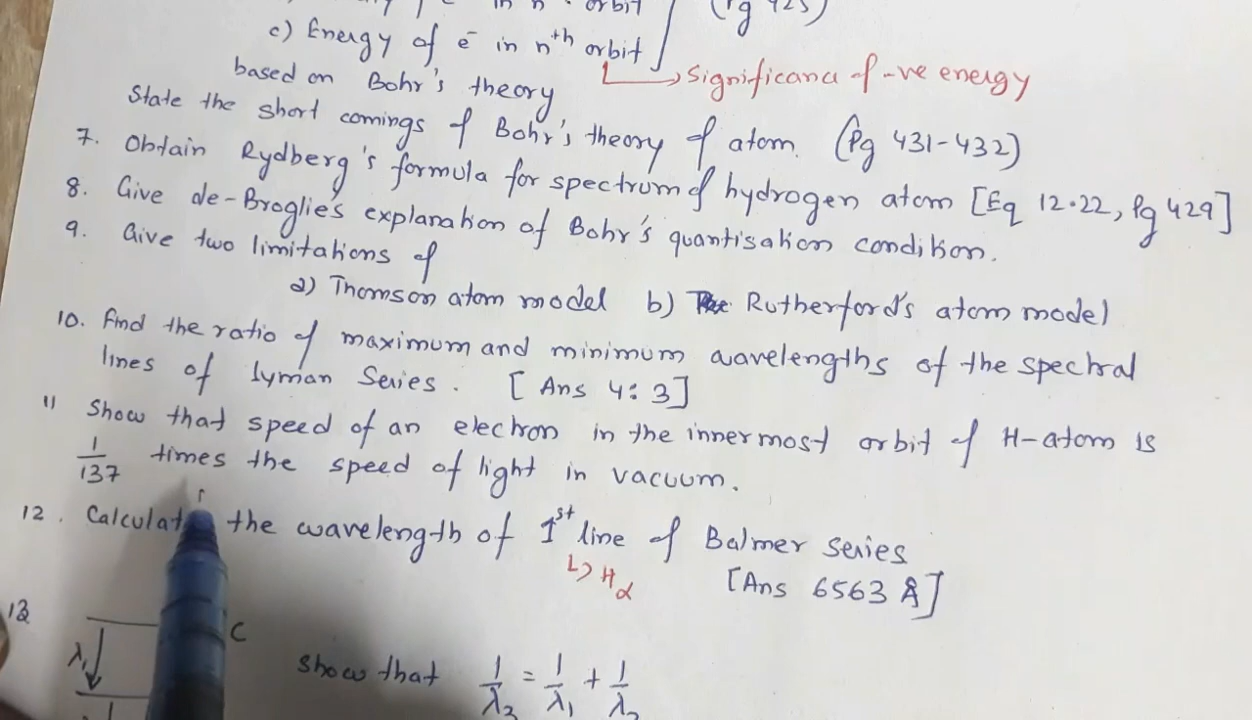 in n orbit (Pg 425)
c) Energy of e̅ in nth orbit
→ Significance of -ve energy
based on Bohr's theory
State the short comings of Bohr's theory of atom. (Pg 431-432)
7. Obtain Rydberg's formula for spectrum of hydrogen atom [Eq 12.22, Pg 429]
8. Give de-Broglie's explanation of Bohr's quantisation condition.
9. Give two limitations of
a) Thomson atom model b) Rutherford's atom model
10. Find the ratio of maximum and minimum wavelengths of the spectral
lines of Lyman Series. [Ans 4:3]
11 Show that speed of an electron in the innermost orbit of H-atom is
1/137 times the speed of light in vacuum.
12. Calculate the wavelength of 1st line of Balmer series
↳ Hα [Ans 6563 Å]
13
C
λ₁
Show that 1/λ₃ = 1/λ₁ + 1/λ₂